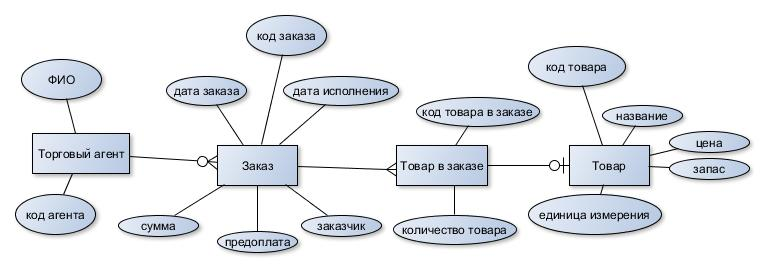 код заказа
код товара
ФИО
дата заказа
дата исполнения
код товара в заказе
название
цена
Торговый агент
Заказ
Товар в заказе
Товар
запас
код агента
единица измерения
сумма
заказчик
количество товара
предоплата